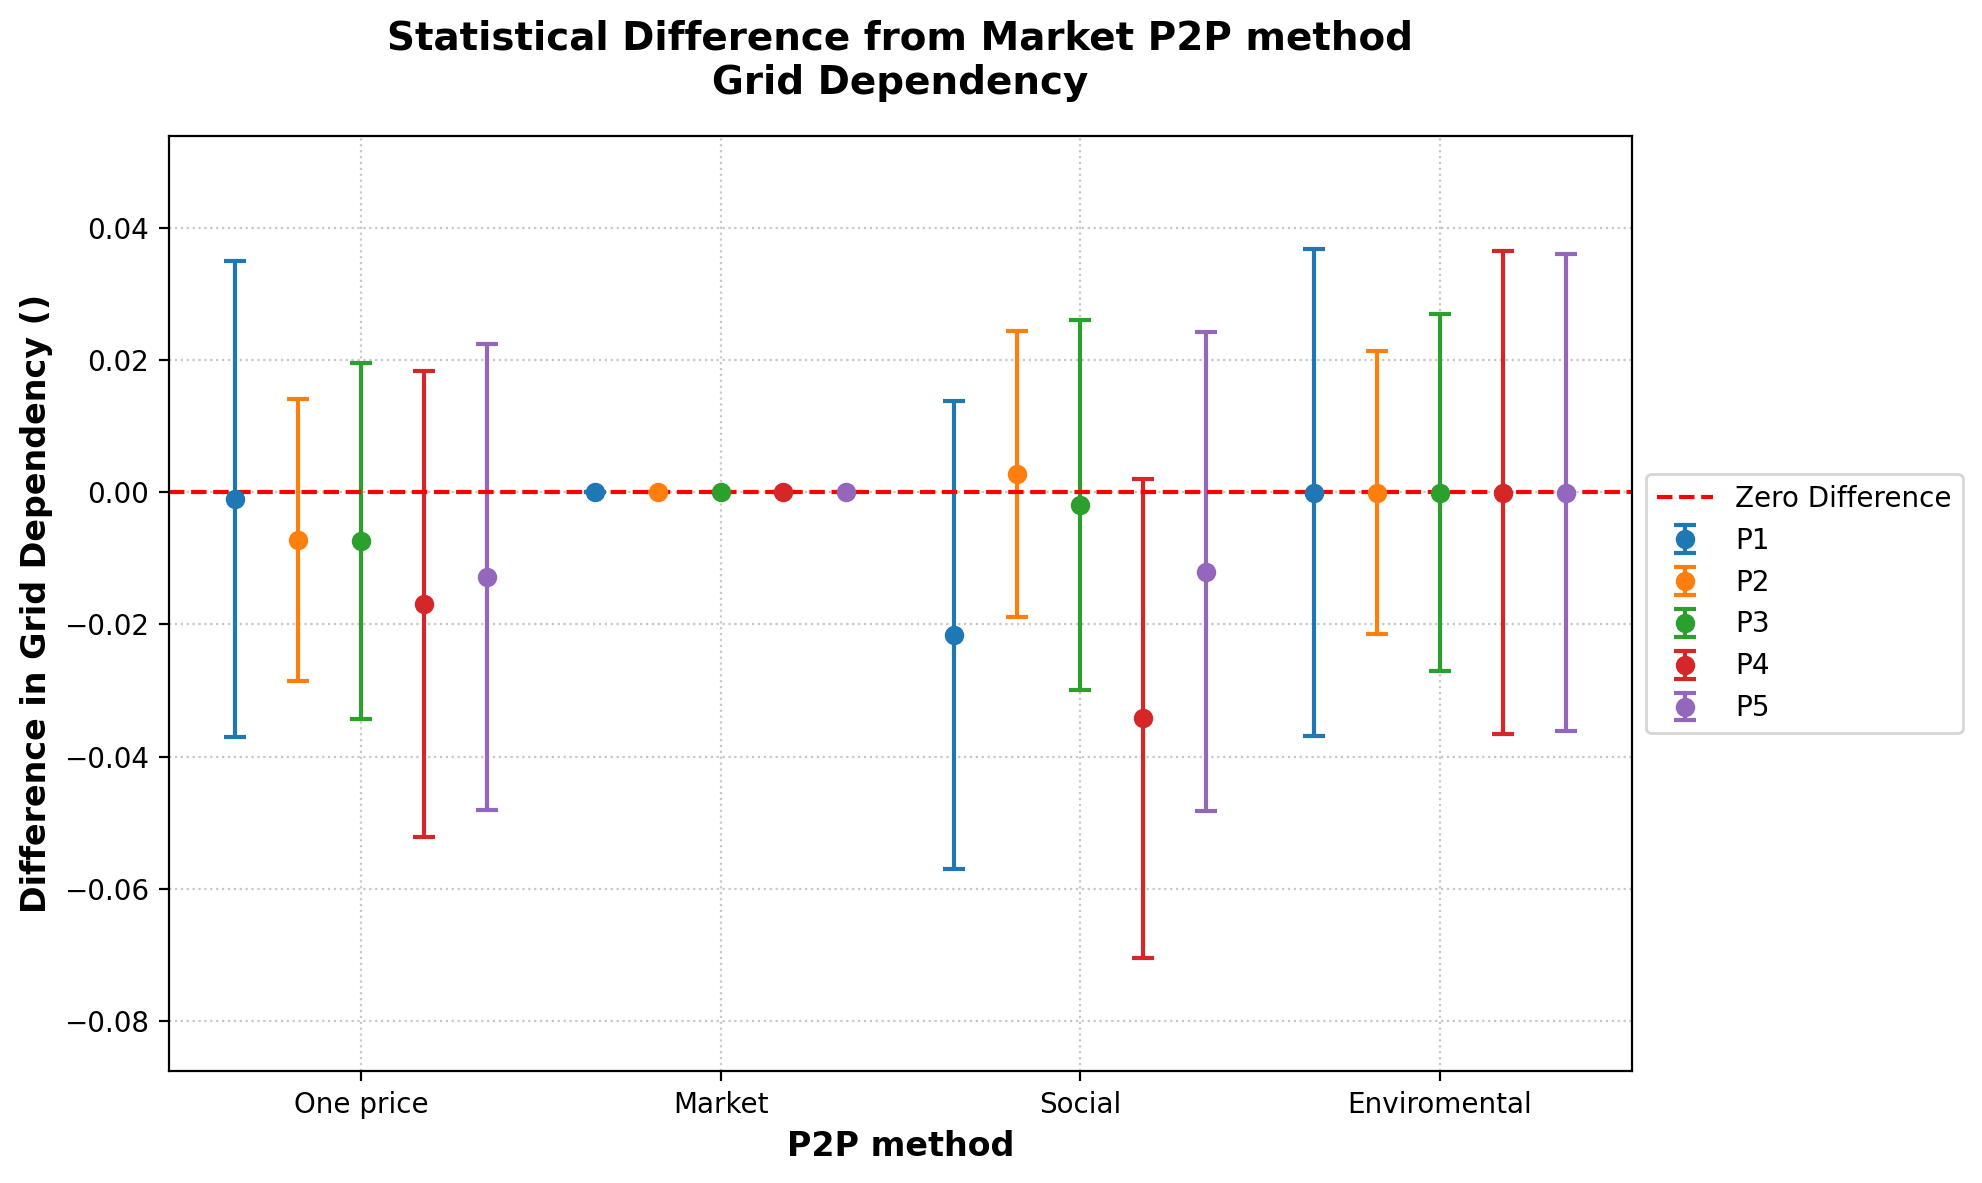 Statistical Difference from Market P2P method
Grid Dependency
Difference in Grid Dependency ()
0.04
0.02
0.00
−0.02
−0.04
−0.06
−0.08
One price
Market
Social
Enviromental
P2P method
Zero Difference
P1
P2
P3
P4
P5